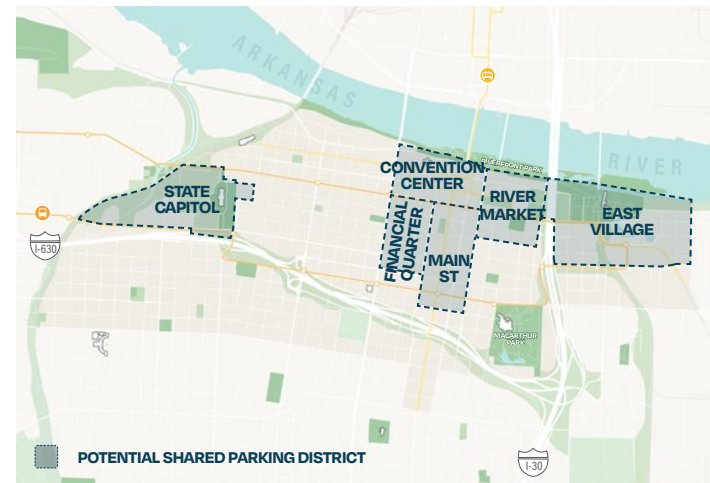 ARKANSAS
RIVER
RIVERFRONT PARK
CONVENTION
CENTER
STATE
CAPITOL
RIVER
MARKET
EAST
VILLAGE
FINANCIAL
QUARTER
MAIN
ST
I-630
MACARTHUR
PARK
POTENTIAL SHARED PARKING DISTRICT
I-30